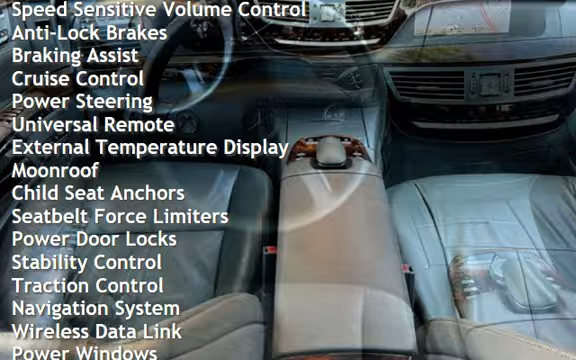 Speed Sensitive Volume Control
Anti-Lock Brakes
Braking Assist
Cruise Control
Power Steering
Universal Remote
External Temperature Display
Moonroof
Child Seat Anchors
Seatbelt Force Limiters
Power Door Locks
Stability Control
Traction Control
Navigation System
Wireless Data Link
Power Windows